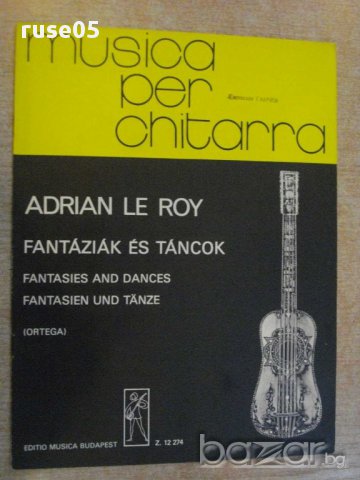 ruse05
musica
per
chitarra
ADRIAN LE ROY
FANTÁZIÁK ÉS TÁNCOK
FANTASIES AND DANCES
FANTASIEN UND TÄNZE
(ORTEGA)
EDITIO MUSICA BUDAPEST
Z. 12 274
bazar.bg